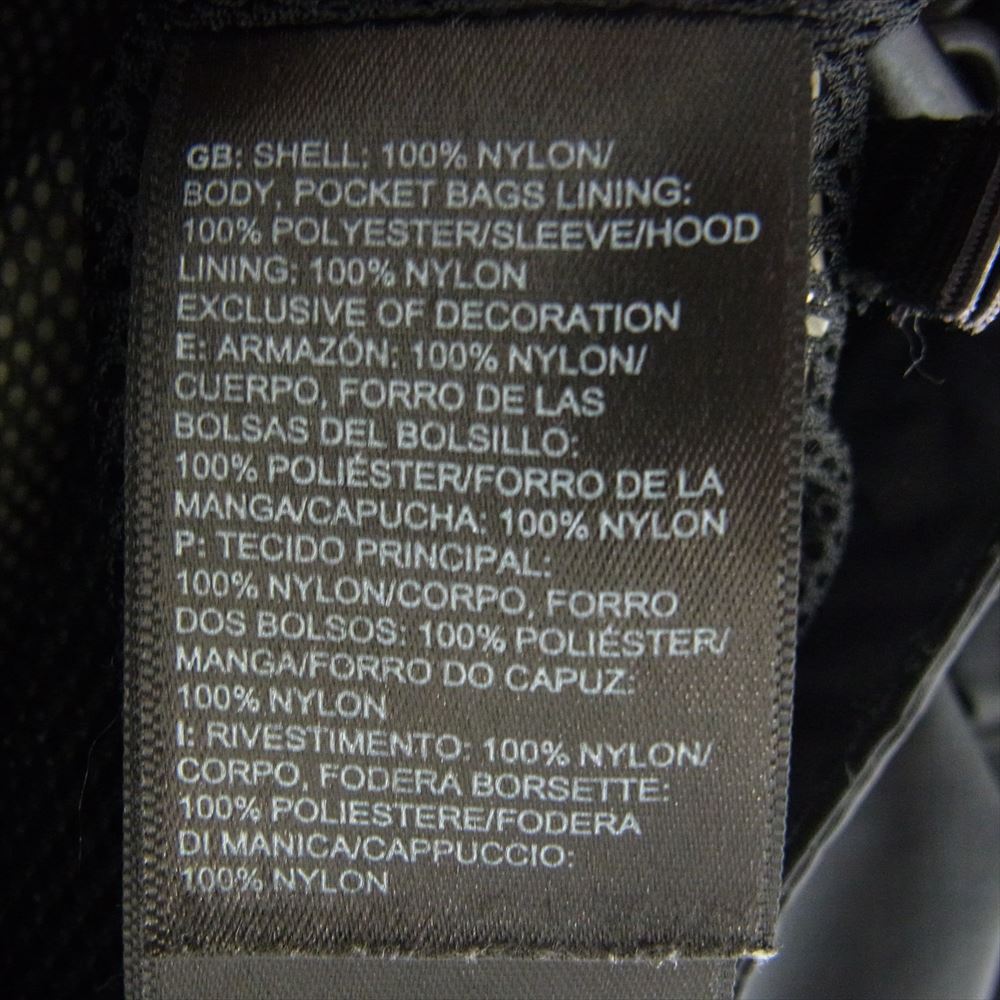 GB: SHELL: 100% NYLON/
BODY, POCKET BAGS LINING:
100% POLYESTER/SLEEVE/HOOD
LINING: 100% NYLON
EXCLUSIVE OF DECORATION
E: ARMAZÓN: 100% NYLON/
CUERPO, FORRO DE LAS
BOLSAS DEL BOLSILLO:
100% POLIÉSTER/FORRO DE LA
MANGA/CAPUCHA: 100% NYLON
P: TECIDO PRINCIPAL:
100% NYLON/CORPO, FORRO
DOS BOLSOS: 100% POLIÉSTER/
MANGA/FORRO DO CAPUZ:
100% NYLON
I: RIVESTIMENTO: 100% NYLON/
CORPO, FODERA BORSETTE:
100% POLIESTERE/FODERA
DI MANICA/CAPPUCCIO:
100% NYLON